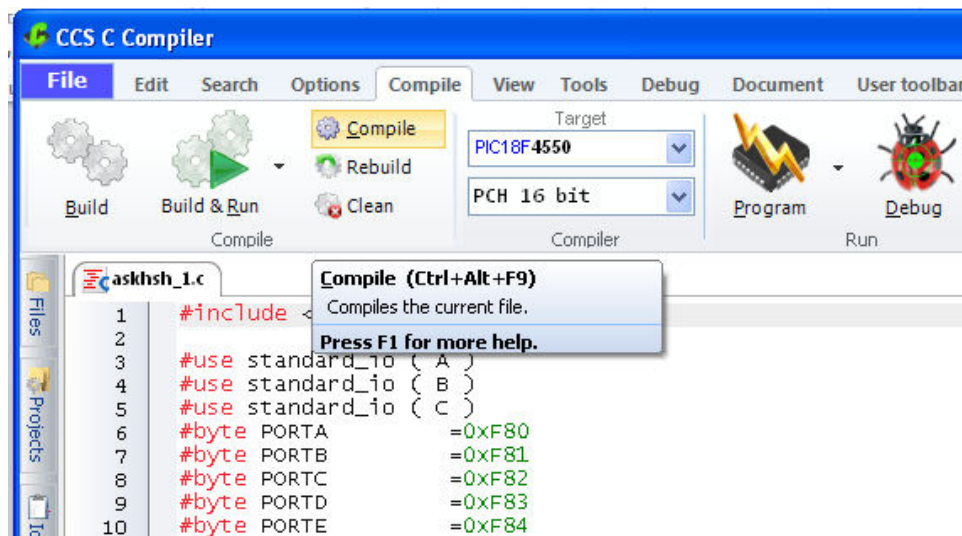 CCS C Compiler
File Edit Search Options Compile View Tools Debug Document User toolbar
Build
Build & Run
Compile
Rebuild
Clean
Compile
Target
PIC18F4550
PCH 16 bit
Compiler
Program
Debug
Run
Files
Projects
askhsh_1.c
Compile (Ctrl+Alt+F9)
Compiles the current file.
Press F1 for more help.
1 #include <
2
3 #use standard_io ( A )
4 #use standard_io ( B )
5 #use standard_io ( C )
6 #byte PORTA =0xF80
7 #byte PORTB =0xF81
8 #byte PORTC =0xF82
9 #byte PORTD =0xF83
10 #byte PORTE =0xF84